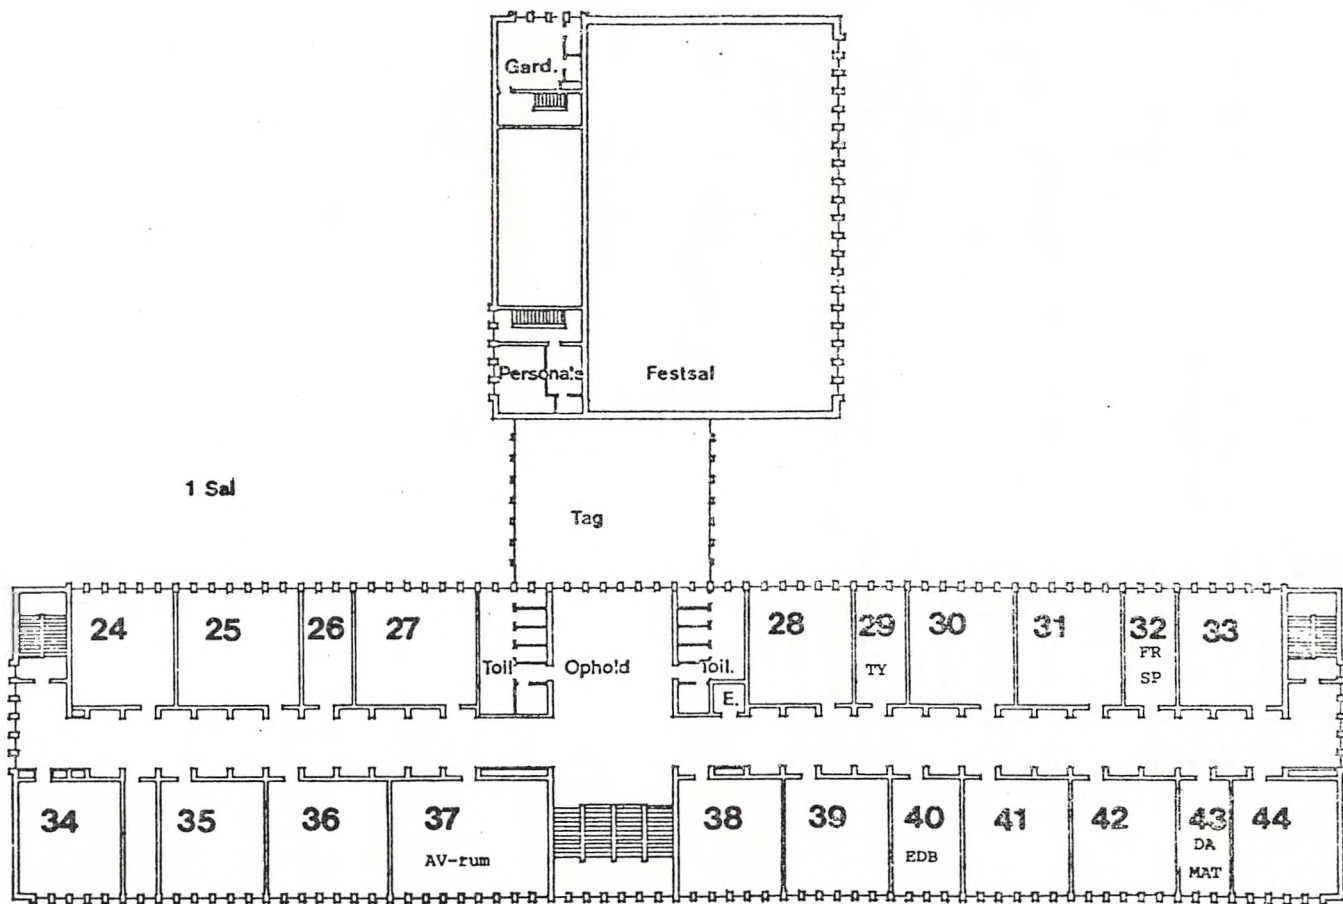 Gard.
Personale Festsal
1 Sal
Tag
24 25 26 27 28 29 30 31 32 33
FR
Toil Ophold Toil. TY SP
E.
34 35 36 37 38 39 40 41 42 43 44
DA
AV-rum EDB MAT